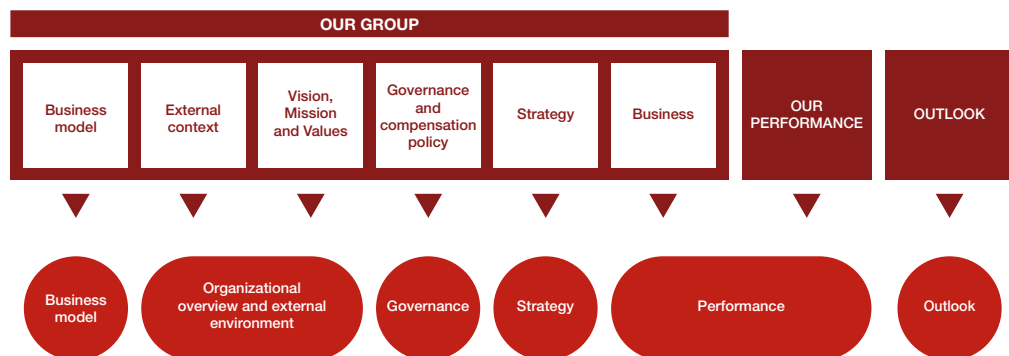 OUR GROUP
Business
model
External
context
Vision,
Mission
and Values
Governance
and
compensation
policy
Strategy
Business
OUR
PERFORMANCE
OUTLOOK
Business
model
Organizational
overview and external
environment
Governance
Strategy
Performance
Outlook